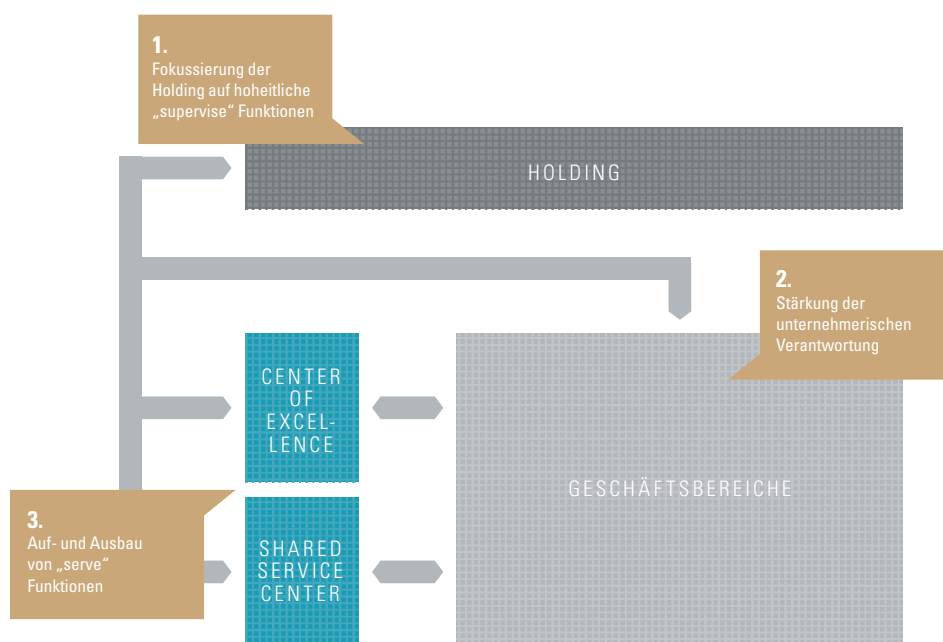 1.
Fokussierung der
Holding auf hoheitliche
„supervise“ Funktionen
HOLDING
2.
Stärkung der
unternehmerischen
Verantwortung
CENTER
OF
EXCEL-
LENCE
GESCHÄFTSBEREICHE
3.
Auf- und Ausbau
von „serve“
Funktionen
SHARED
SERVICE
CENTER